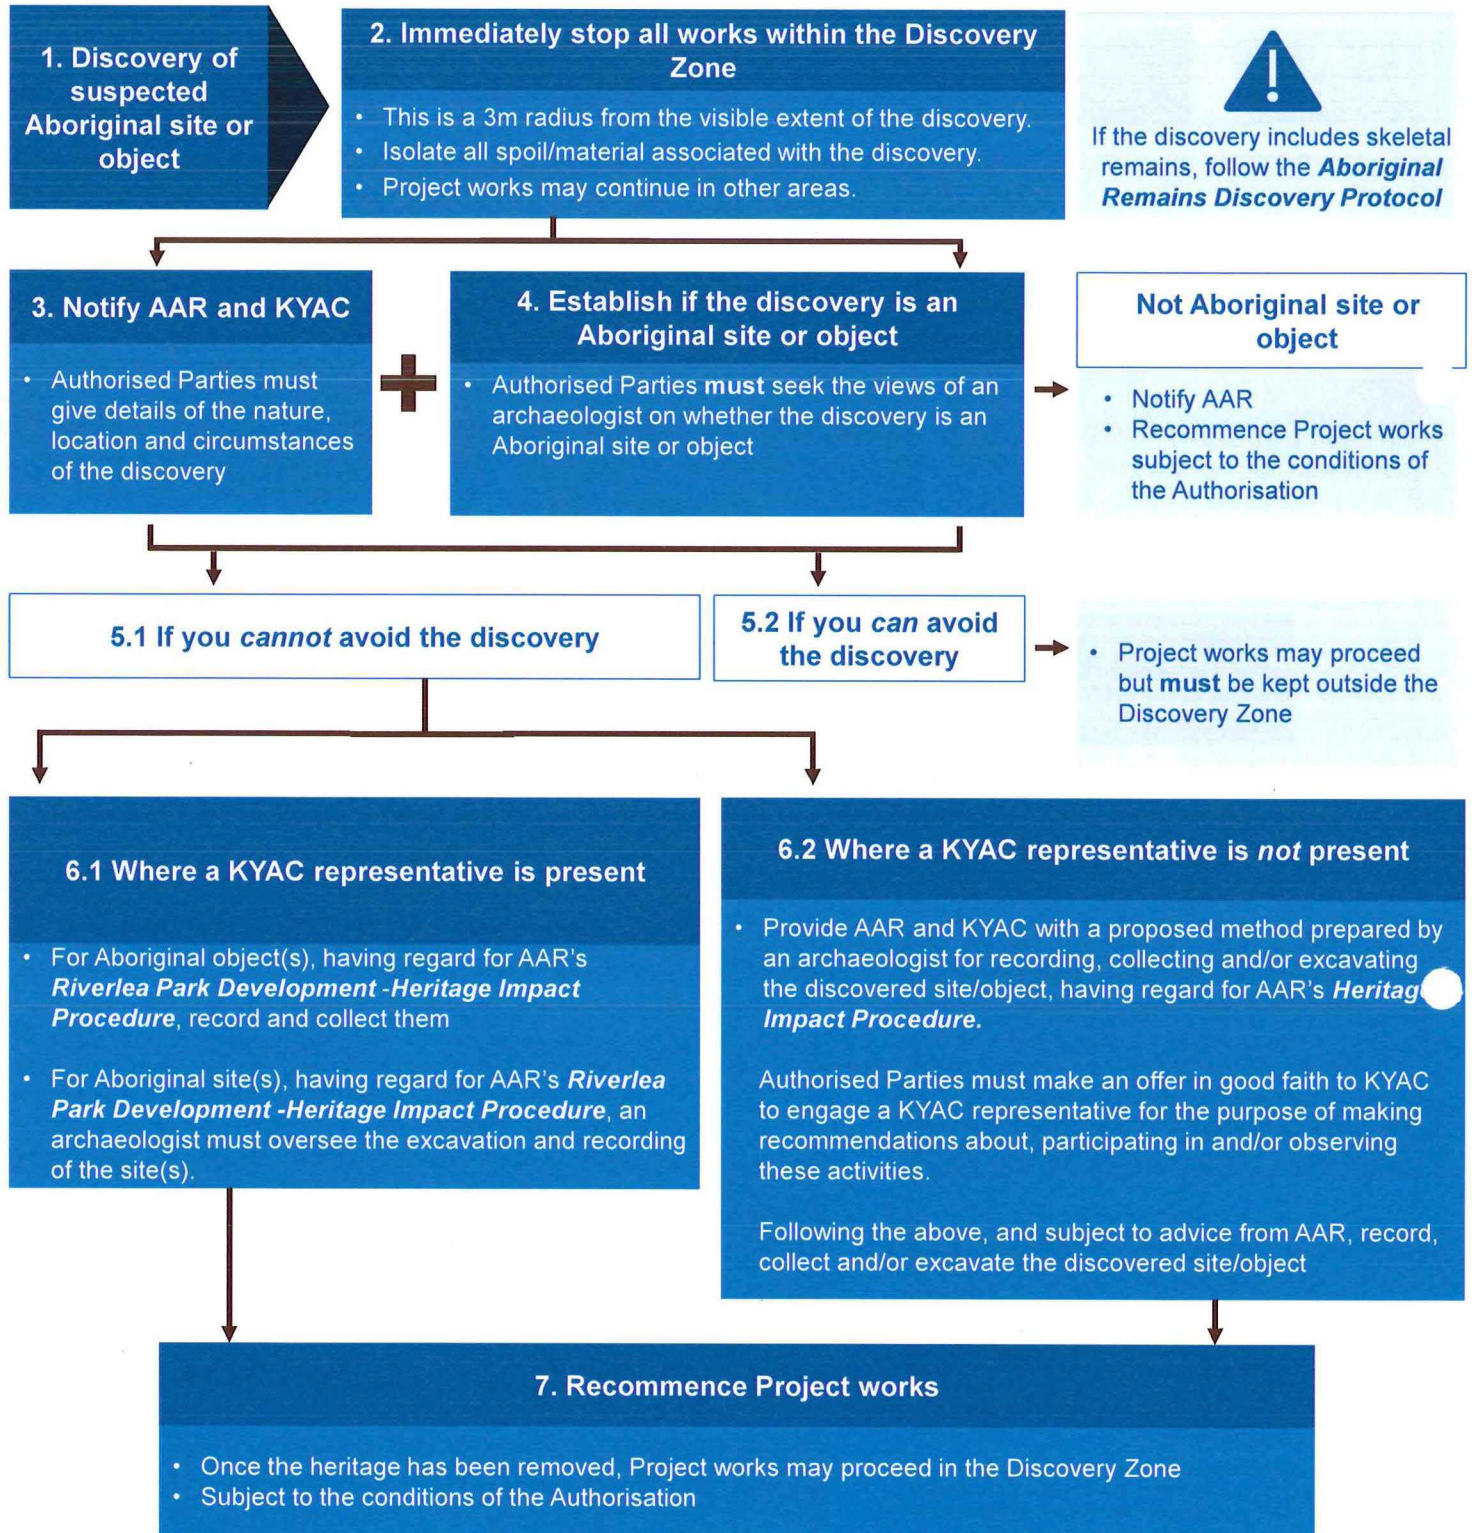 1. Discovery of
suspected
Aboriginal site or
object
2. Immediately stop all works within the Discovery
Zone
• This is a 3m radius from the visible extent of the discovery.
• Isolate all spoil/material associated with the discovery.
• Project works may continue in other areas.
!
If the discovery includes skeletal
remains, follow the Aboriginal
Remains Discovery Protocol
3. Notify AAR and KYAC
• Authorised Parties must
give details of the nature,
location and circumstances
of the discovery
4. Establish if the discovery is an
Aboriginal site or object
• Authorised Parties must seek the views of an
archaeologist on whether the discovery is an
Aboriginal site or object
Not Aboriginal site or
object
• Notify AAR
• Recommence Project works
subject to the conditions of
the Authorisation
5.1 If you cannot avoid the discovery
5.2 If you can avoid
the discovery
• Project works may proceed
but must be kept outside the
Discovery Zone
6.1 Where a KYAC representative is present
• For Aboriginal object(s), having regard for AAR's
Riverlea Park Development -Heritage Impact
Procedure, record and collect them
• For Aboriginal site(s), having regard for AAR's Riverlea
Park Development -Heritage Impact Procedure, an
archaeologist must oversee the excavation and recording
of the site(s).
6.2 Where a KYAC representative is not present
• Provide AAR and KYAC with a proposed method prepared by
an archaeologist for recording, collecting and/or excavating
the discovered site/object, having regard for AAR's Heritag
Impact Procedure.
Authorised Parties must make an offer in good faith to KYAC
to engage a KYAC representative for the purpose of making
recommendations about, participating in and/or observing
these activities.
Following the above, and subject to advice from AAR, record,
collect and/or excavate the discovered site/object
7. Recommence Project works
• Once the heritage has been removed, Project works may proceed in the Discovery Zone
• Subject to the conditions of the Authorisation